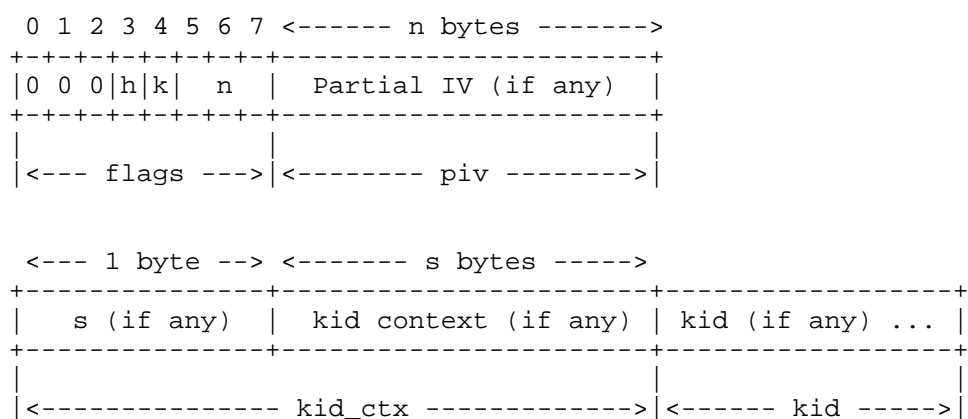 0 1 2 3 4 5 6 7 <------ n bytes ------->
+-+-+-+-+-+-+-+-+-----------------------+
|0 0 0|h|k|  n  |  Partial IV (if any)  |
+-+-+-+-+-+-+-+-+-----------------------+
|               |                       |
|<--- flags --->|<-------- piv -------->|

 <--- 1 byte --> <------- s bytes ----->
+---------------+-----------------------+------------------+
|   s (if any)  |  kid context (if any) | kid (if any) ... |
+---------------+-----------------------+------------------+
|                                       |                  |
|<--------------- kid_ctx ------------->|<------ kid ----->|